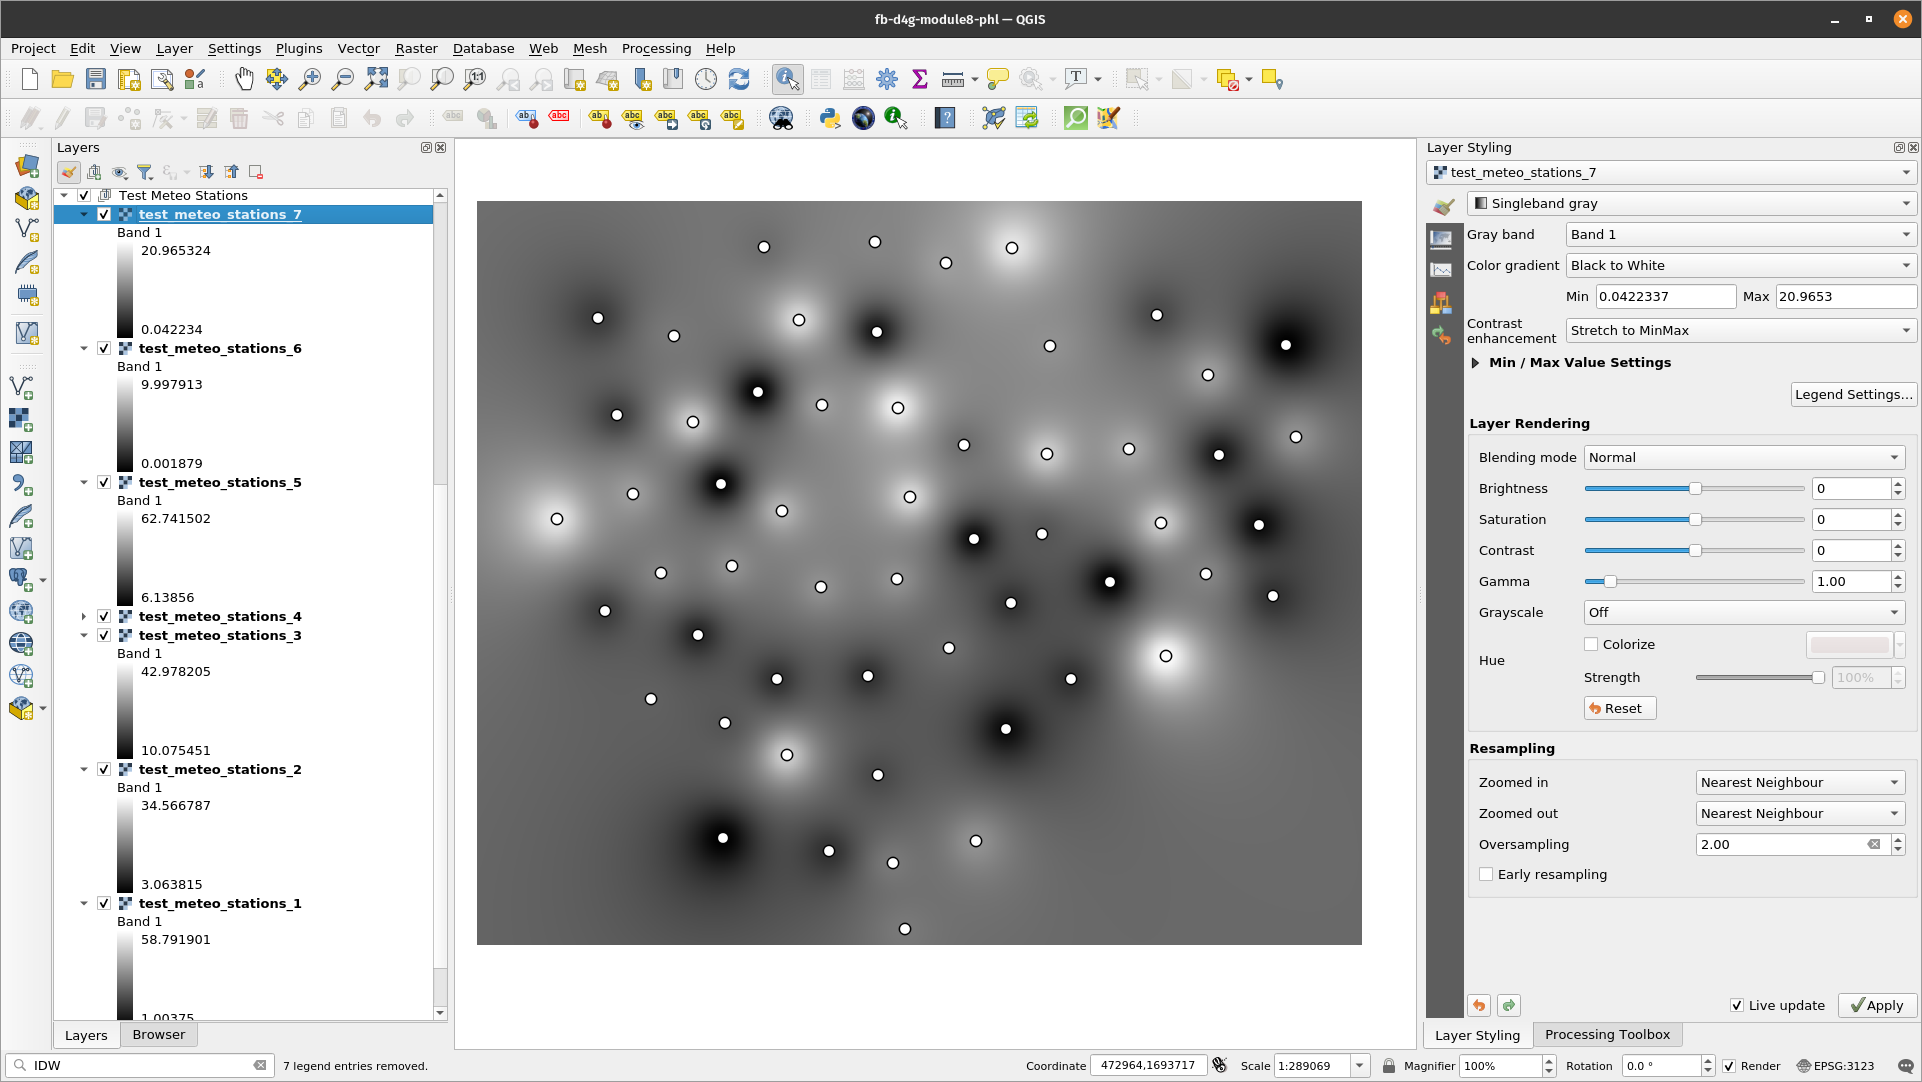 fb-d4g-module8-phl — QGIS
Project Edit View Layer Settings Plugins Vector Raster Database Web Mesh Processing Help
Layers
Test Meteo Stations
test_meteo_stations_7
Band 1
20.965324
0.042234
test_meteo_stations_6
Band 1
9.997913
0.001879
test_meteo_stations_5
Band 1
62.741502
6.13856
test_meteo_stations_4
test_meteo_stations_3
Band 1
42.978205
10.075451
test_meteo_stations_2
Band 1
34.566787
3.063815
test_meteo_stations_1
Band 1
58.791901
1.00375
Layers Browser
Layer Styling
test_meteo_stations_7
Singleband gray
Gray band Band 1
Color gradient Black to White
Min 0.0422337 Max 20.9653
Contrast
enhancement Stretch to MinMax
Min / Max Value Settings
Legend Settings...
Layer Rendering
Blending mode Normal
Brightness 0
Saturation 0
Contrast 0
Gamma 1.00
Grayscale Off
Hue Colorize
Strength 100%
Reset
Resampling
Zoomed in Nearest Neighbour
Zoomed out Nearest Neighbour
Oversampling 2.00
Early resampling
Live update Apply
Layer Styling Processing Toolbox
IDW 7 legend entries removed. Coordinate 472964,1693717 Scale 1:289069 Magnifier 100% Rotation 0.0 ° Render EPSG:3123